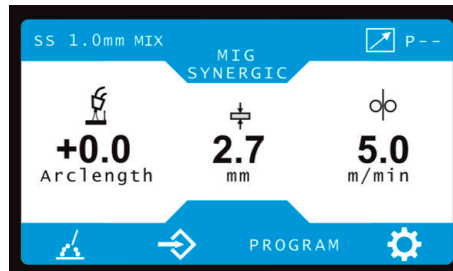 SS 1.0mm MIX
MIG
SYNERGIC
P--
+0.0
Arclength
2.7
mm
5.0
m/min
PROGRAM